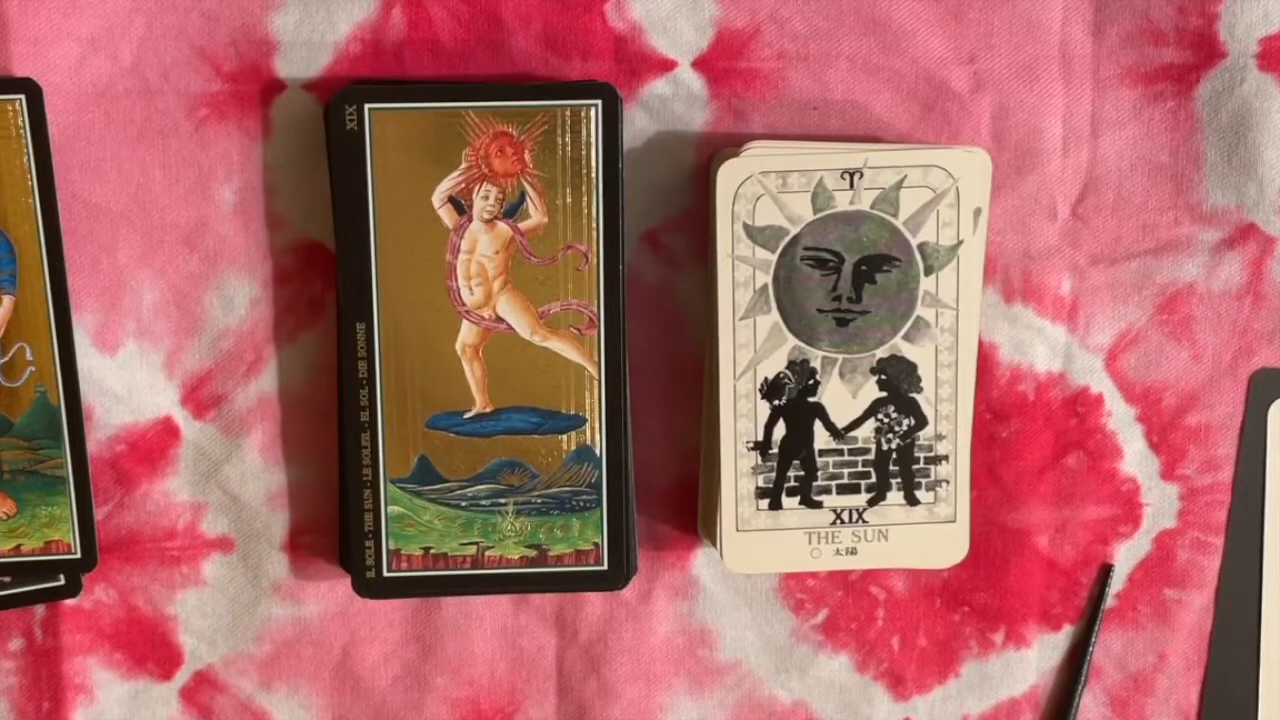 XIX
IL SOLE - THE SUN - LE SOLEIL - EL SOL - DIE SONNE
♈
XIX
THE SUN
○ 太陽